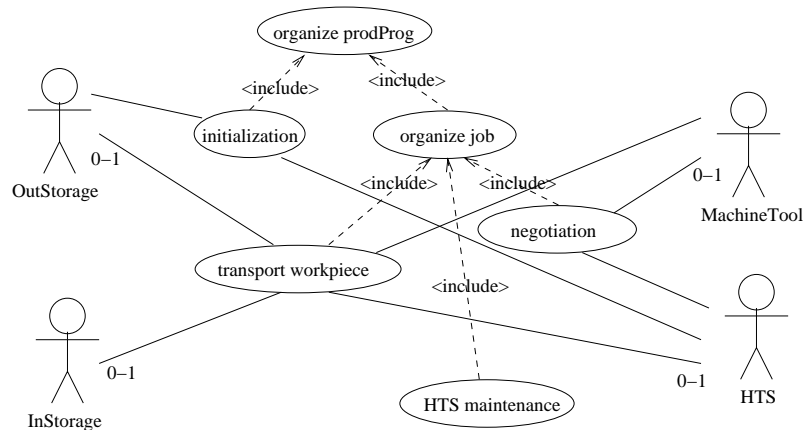 organize prodProg
<include>
<include>
initialization
organize job
0–1
OutStorage
<include>
<include>
0–1
MachineTool
negotiation
transport workpiece
<include>
0–1
0–1
HTS
HTS maintenance
InStorage